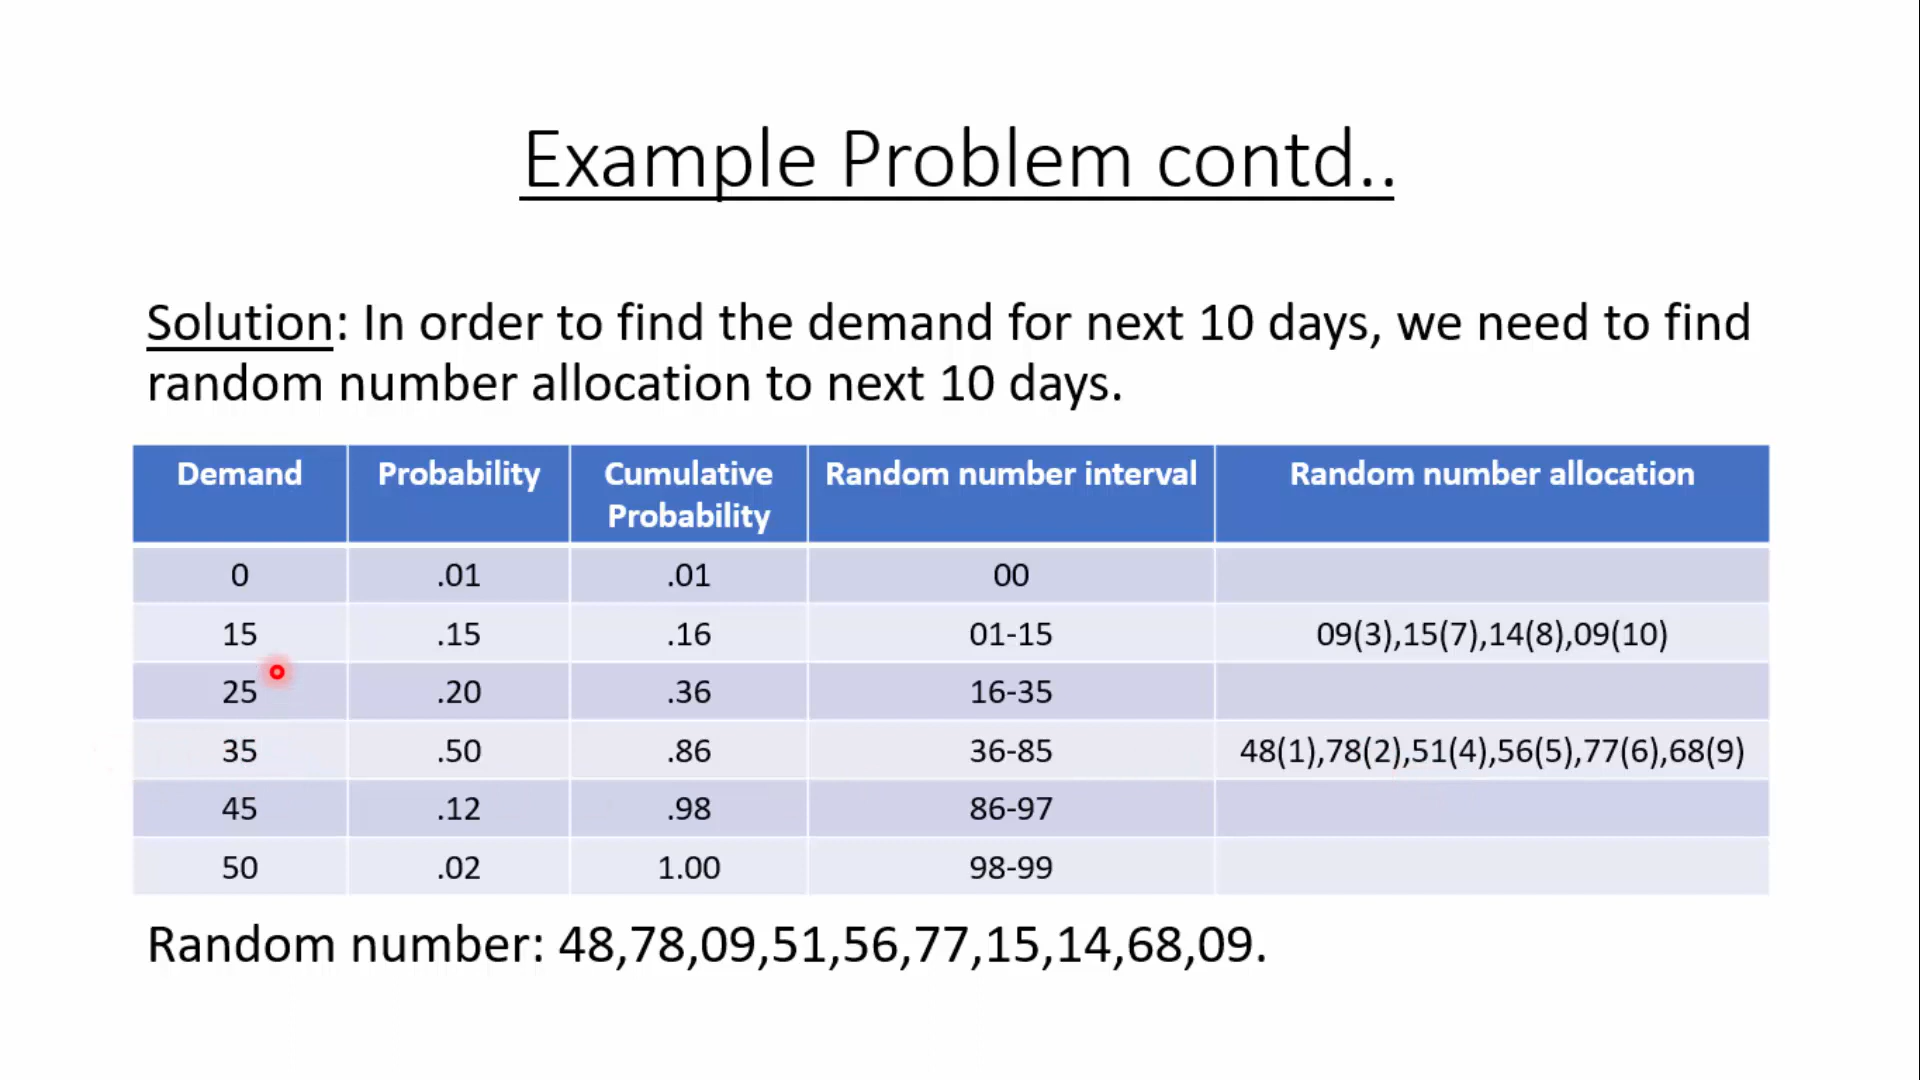 Example Problem contd..
Solution: In order to find the demand for next 10 days, we need to find
random number allocation to next 10 days.
Demand Probability Cumulative Probability Random number interval Random number allocation
0 .01 .01 00
15 .15 .16 01-15 09(3),15(7),14(8),09(10)
25 .20 .36 16-35
35 .50 .86 36-85 48(1),78(2),51(4),56(5),77(6),68(9)
45 .12 .98 86-97
50 .02 1.00 98-99
Random number: 48,78,09,51,56,77,15,14,68,09.